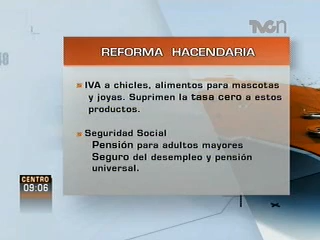 TVCn
REFORMA HACENDARIA
IVA a chicles, alimentos para mascotas
y joyas. Suprimen la tasa cero a estos
productos.
Seguridad Social
Pensión para adultos mayores
Seguro del desempleo y pensión
universal.
CENTRO
09:06